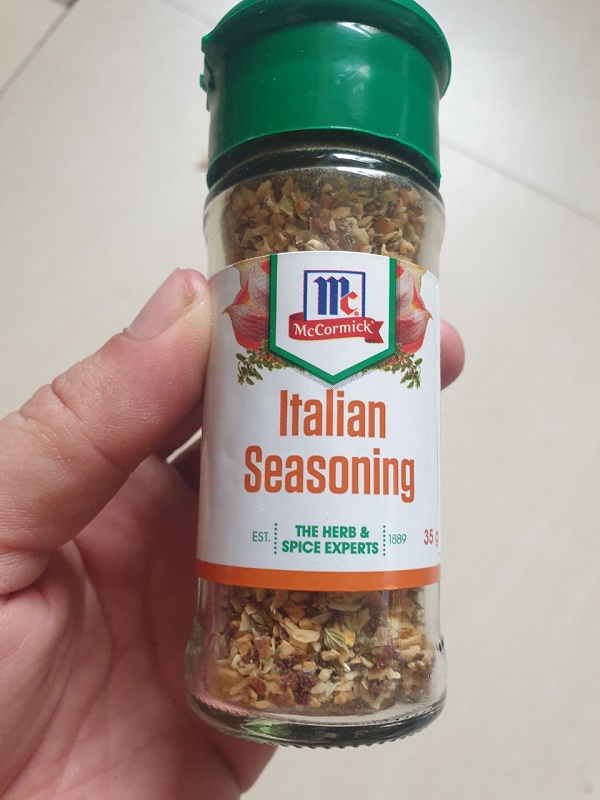 Mc
McCormick®
Italian
Seasoning
EST. THE HERB & 1889 35 g
SPICE EXPERTS